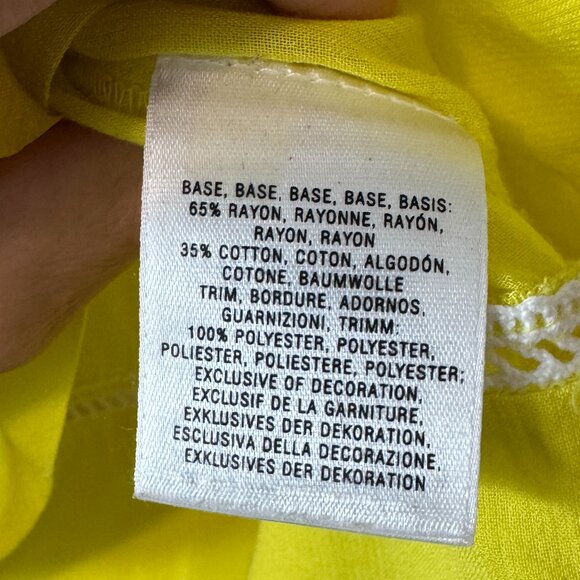 BASE, BASE, BASE, BASE, BASIS:
65% RAYON, RAYONNE, RAYÓN,
RAYON, RAYON
35% COTTON, COTON, ALGODÓN,
COTONE, BAUMWOLLE
TRIM, BORDURE, ADORNOS,
GUARNIZIONI, TRIMM:
100% POLYESTER, POLYESTER,
POLIESTER, POLIESTERE, POLYESTER;
EXCLUSIVE OF DECORATION,
EXCLUSIF DE LA GARNITURE,
EXKLUSIVES DER DEKORATION,
ESCLUSIVA DELLA DECORAZIONE,
EXKLUSIVES DER DEKORATION